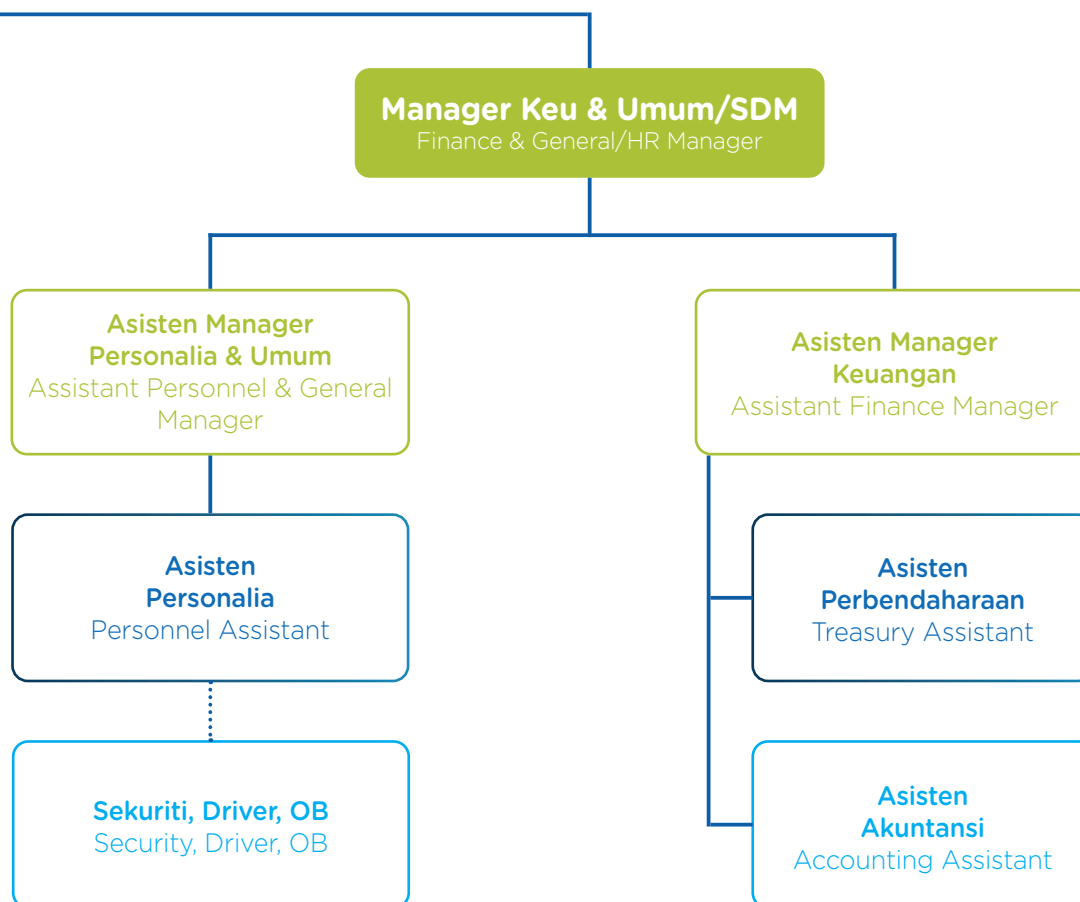 Manager Keu & Umum/SDM
Finance & General/HR Manager
Asisten Manager
Personalia & Umum
Assistant Personnel & General
Manager
Asisten Manager
Keuangan
Assistant Finance Manager
Asisten
Personalia
Personnel Assistant
Asisten
Perbendaharaan
Treasury Assistant
Sekuriti, Driver, OB
Security, Driver, OB
Asisten
Akuntansi
Accounting Assistant